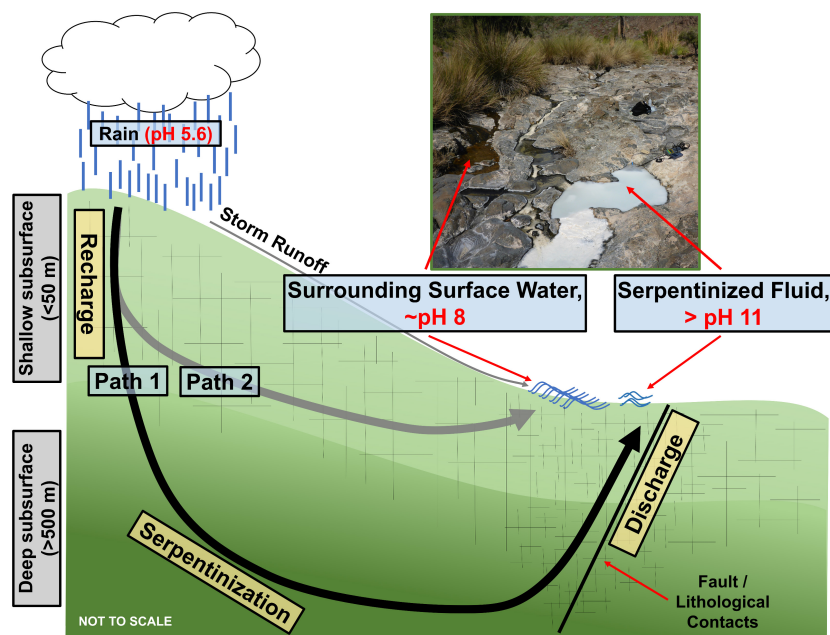 Rain (pH 5.6)
Storm Runoff
Shallow subsurface
(<50 m)
Recharge
Surrounding Surface Water,
~pH 8
Serpentinized Fluid,
> pH 11
Path 1
Path 2
Deep subsurface
(>500 m)
Serpentinization
Discharge
Fault /
Lithological
Contacts
NOT TO SCALE